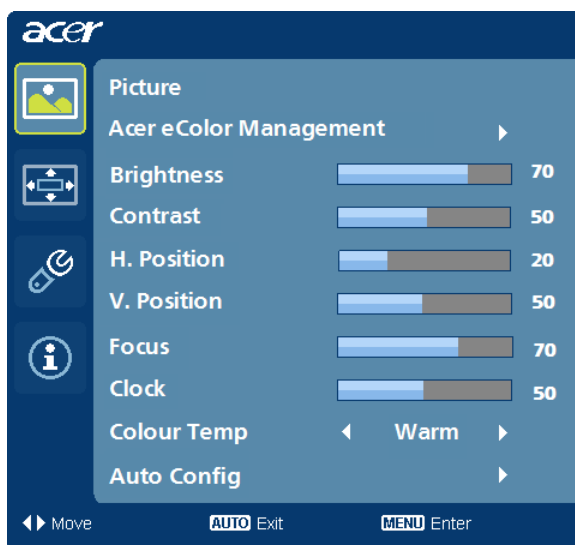 acer
Picture
Acer eColor Management
Brightness 70
Contrast 50
H. Position 20
V. Position 50
Focus 70
Clock 50
Colour Temp Warm
Auto Config
Move AUTO Exit MENU Enter